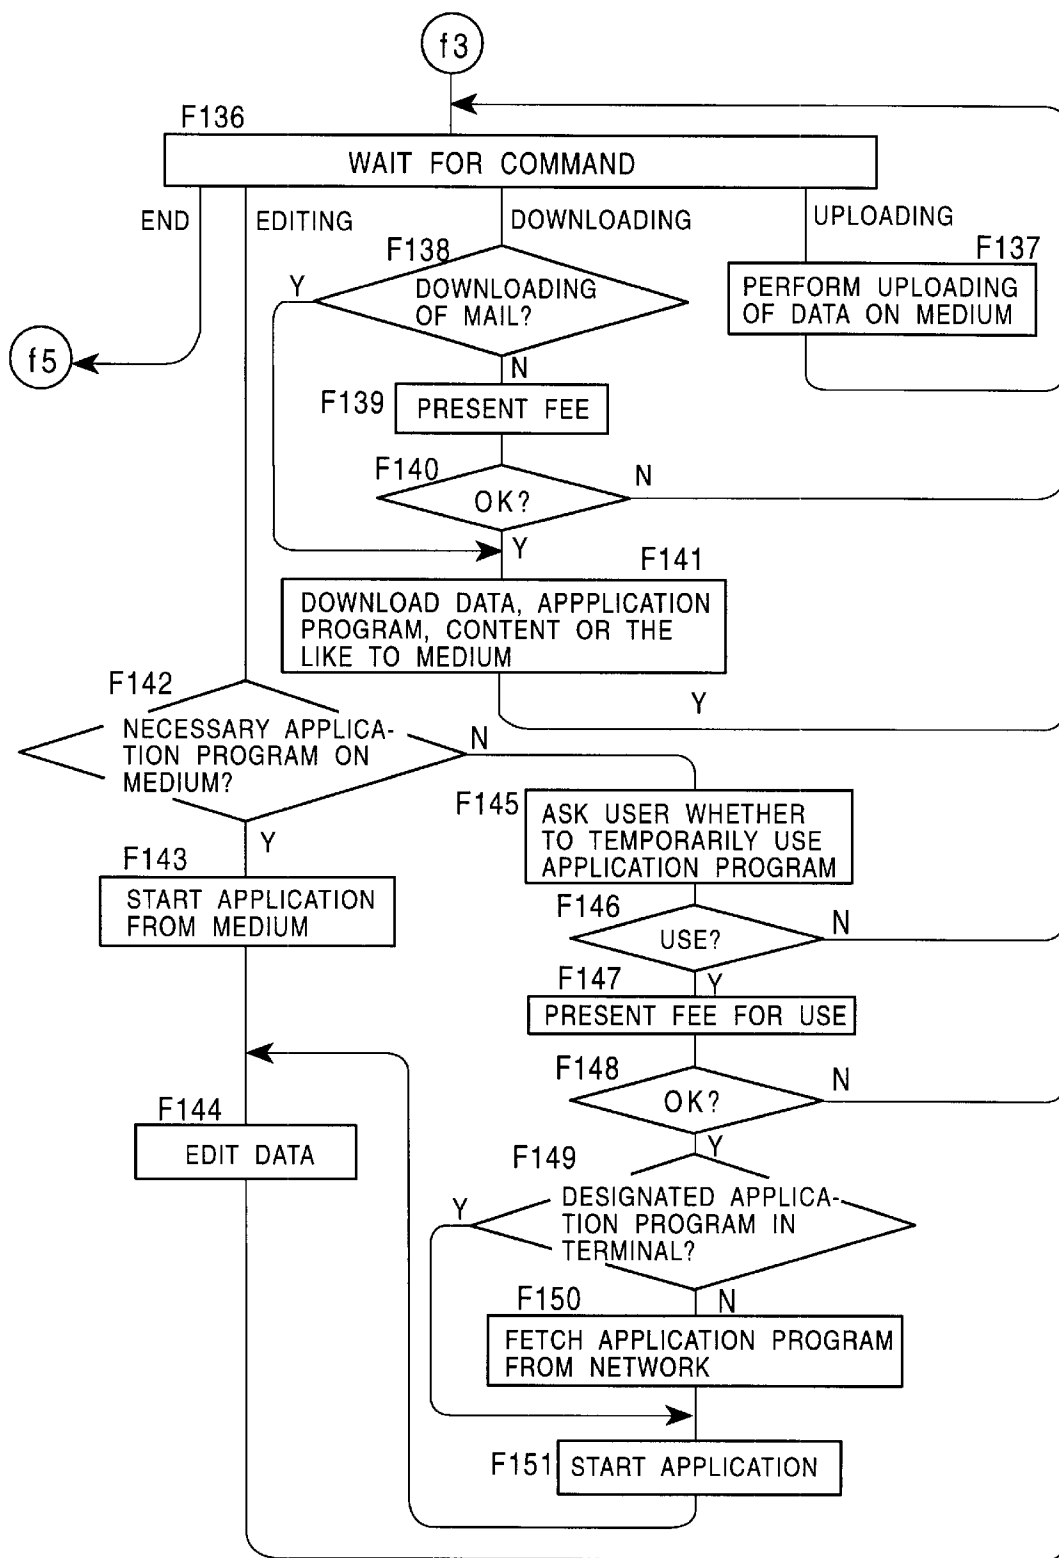 f3
F136
WAIT FOR COMMAND
END
EDITING
DOWNLOADING
UPLOADING
F138
F137
Y
DOWNLOADING
OF MAIL?
PERFORM UPLOADING
OF DATA ON MEDIUM
f5
N
F139
PRESENT FEE
F140
N
OK?
Y
F141
DOWNLOAD DATA, APPPLICATION
PROGRAM, CONTENT OR THE
LIKE TO MEDIUM
F142
Y
NECESSARY APPLICA-
TION PROGRAM ON
MEDIUM?
N
F145
ASK USER WHETHER
TO TEMPORARILY USE
APPLICATION PROGRAM
Y
F143
START APPLICATION
FROM MEDIUM
F146
N
USE?
F147
Y
PRESENT FEE FOR USE
F148
N
OK?
F144
EDIT DATA
Y
F149
Y
DESIGNATED APPLICA-
TION PROGRAM IN
TERMINAL?
F150
N
FETCH APPLICATION PROGRAM
FROM NETWORK
F151
START APPLICATION